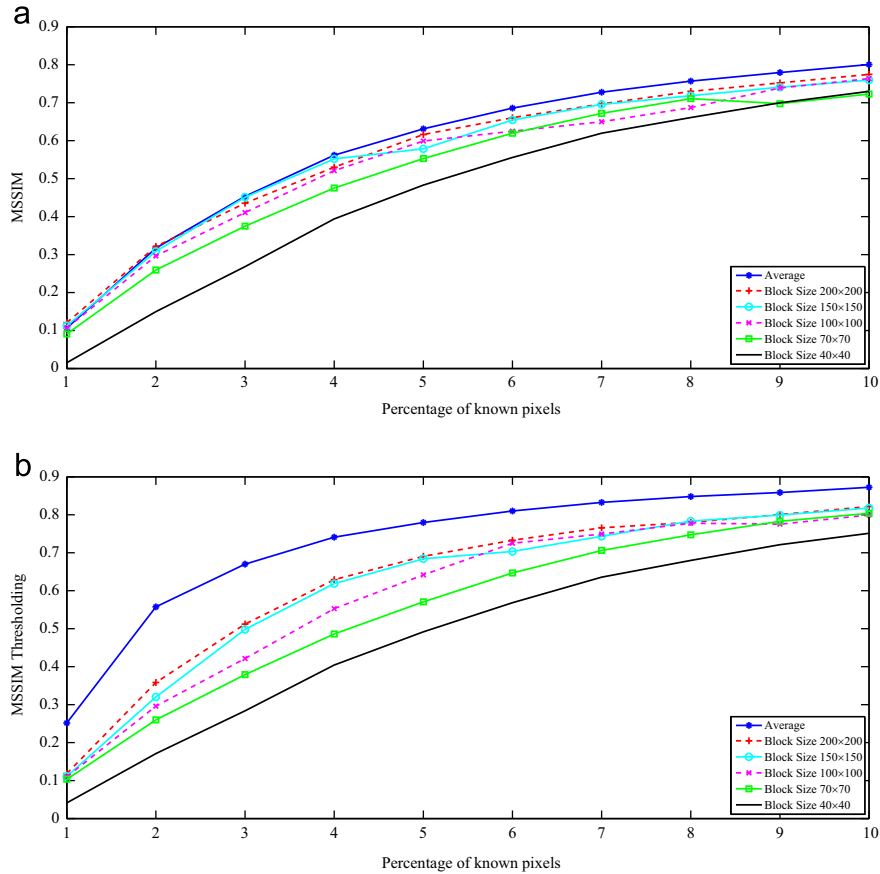 a
0.9
0.8
0.7
0.6
0.5
0.4
0.3
0.2
0.1
0
MSSIM
1 2 3 4 5 6 7 8 9 10
Percentage of known pixels
Average
Block Size 200×200
Block Size 150×150
Block Size 100×100
Block Size 70×70
Block Size 40×40
b
0.9
0.8
0.7
0.6
0.5
0.4
0.3
0.2
0.1
0
MSSIM Thresholding
1 2 3 4 5 6 7 8 9 10
Percentage of known pixels
Average
Block Size 200×200
Block Size 150×150
Block Size 100×100
Block Size 70×70
Block Size 40×40